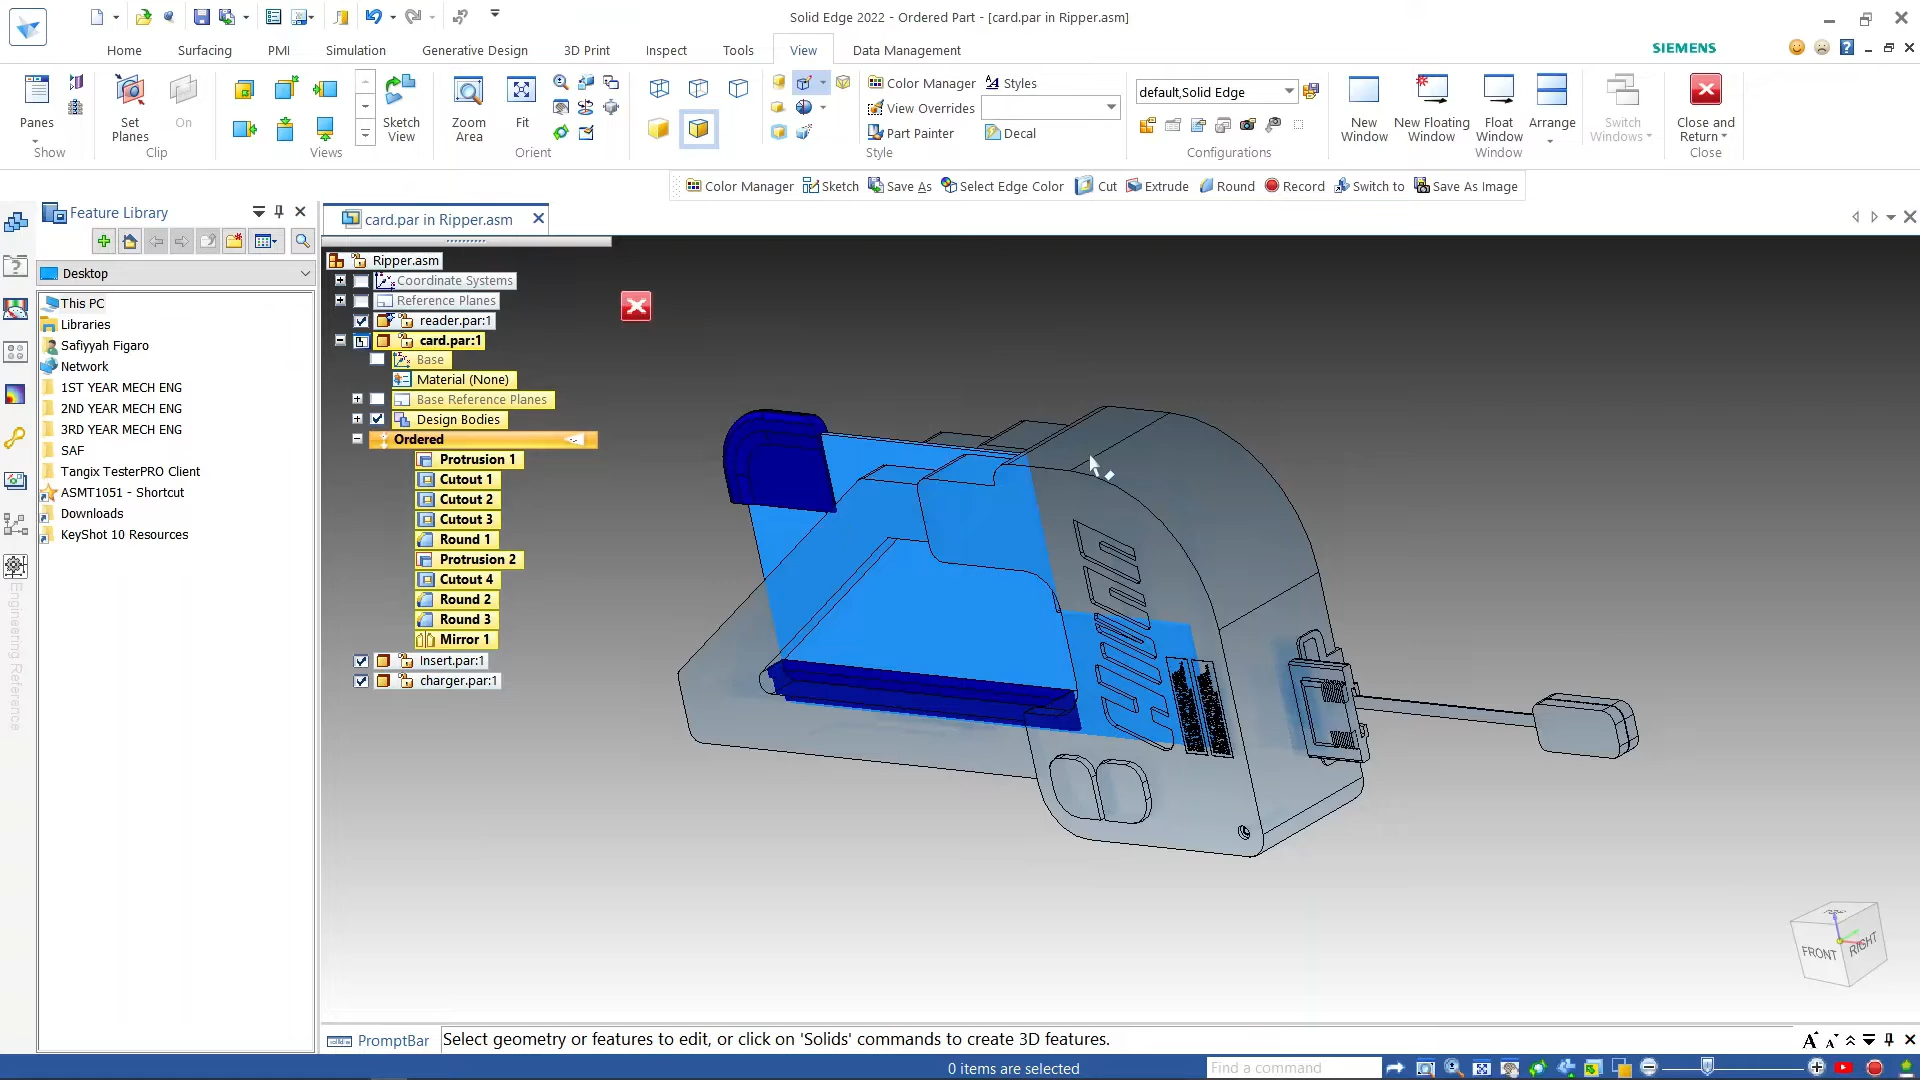 Solid Edge 2022 - Ordered Part - [card.par in Ripper.asm]
Home Surfacing PMI Simulation Generative Design 3D Print Inspect Tools View Data Management
SIEMENS
Panes
Show
Set Planes
On
Clip
Views
Sketch View
Zoom Area
Fit
Orient
Color Manager
Styles
View Overrides
Part Painter
Decal
Style
default,Solid Edge
Configurations
New Window
New Floating Window
Float Window
Arrange
Switch Windows
Window
Close and Return
Close
Color Manager Sketch Save As Select Edge Color Cut Extrude Round Record Switch to Save As Image
Feature Library
Desktop
This PC
Libraries
Safiyyah Figaro
Network
1ST YEAR MECH ENG
2ND YEAR MECH ENG
3RD YEAR MECH ENG
SAF
Tangix TesterPRO Client
ASMT1051 - Shortcut
Downloads
KeyShot 10 Resources
Engineering Reference
card.par in Ripper.asm
Ripper.asm
Coordinate Systems
Reference Planes
reader.par:1
card.par:1
Base
Material (None)
Base Reference Planes
Design Bodies
Ordered
Protrusion 1
Cutout 1
Cutout 2
Cutout 3
Round 1
Protrusion 2
Cutout 4
Round 2
Round 3
Mirror 1
Insert.par:1
charger.par:1
FRONT
RIGHT
PromptBar
Select geometry or features to edit, or click on 'Solids' commands to create 3D features.
0 items are selected
Find a command